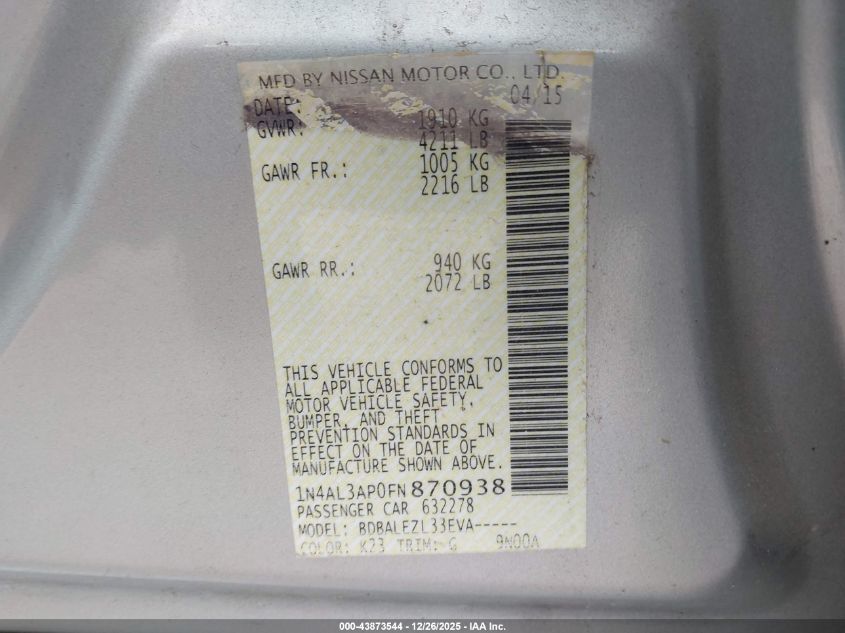 MFD BY NISSAN MOTOR CO., LTD.
DATE: 04/15
GVWR: 1910 KG
4211 LB
GAWR FR.: 1005 KG
2216 LB
GAWR RR.: 940 KG
2072 LB
THIS VEHICLE CONFORMS TO
ALL APPLICABLE FEDERAL
MOTOR VEHICLE SAFETY,
BUMPER, AND THEFT
PREVENTION STANDARDS IN
EFFECT ON THE DATE OF
MANUFACTURE SHOWN ABOVE.
1N4AL3AP0FN870938
PASSENGER CAR 632278
MODEL: BDBALEZL33EVA-----
COLOR: K23 TRIM: G 9N00A
000-43873544 | 12/26/2025 - IAA Inc.